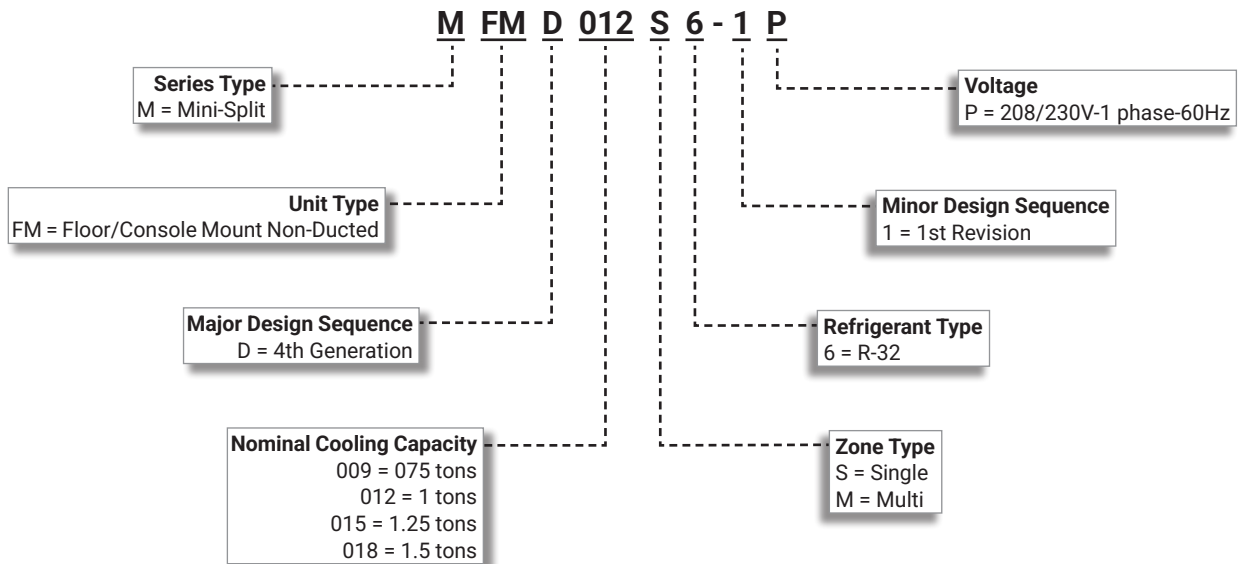 M FM D 012 S 6 - 1 P
Series Type
M = Mini-Split
Voltage
P = 208/230V-1 phase-60Hz
Unit Type
FM = Floor/Console Mount Non-Ducted
Minor Design Sequence
1 = 1st Revision
Major Design Sequence
D = 4th Generation
Refrigerant Type
6 = R-32
Nominal Cooling Capacity
009 = 075 tons
012 = 1 tons
015 = 1.25 tons
018 = 1.5 tons
Zone Type
S = Single
M = Multi